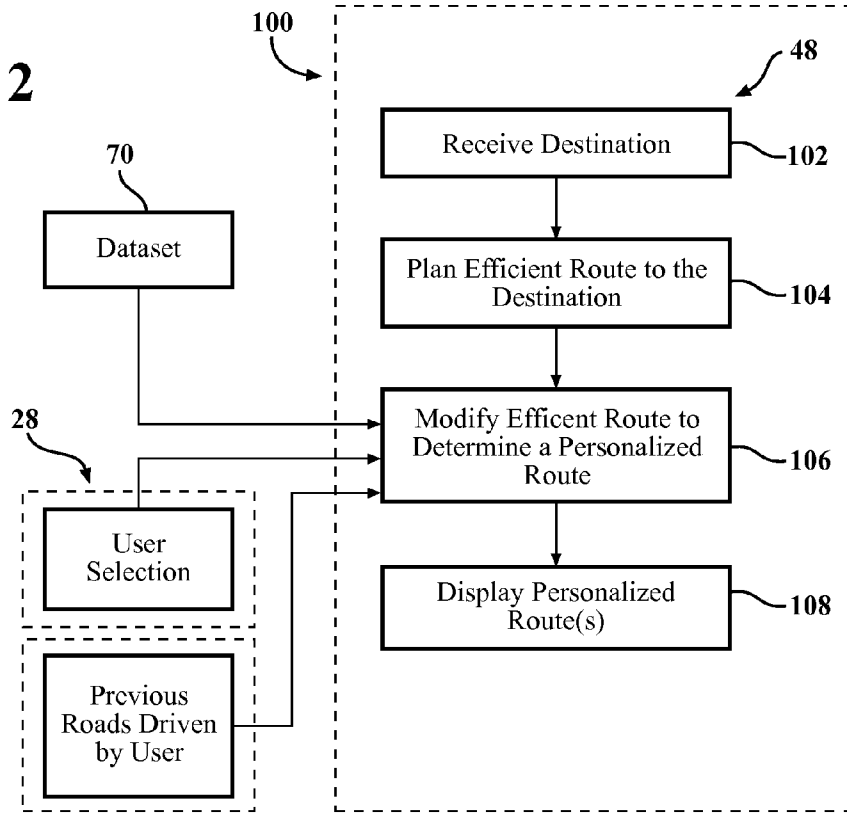 2
100
48
Receive Destination
102
70
Dataset
Plan Efficient Route to the
Destination
104
Modify Efficent Route to
Determine a Personalized
Route
106
28
User
Selection
Display Personalized
Route(s)
108
Previous
Roads Driven
by User